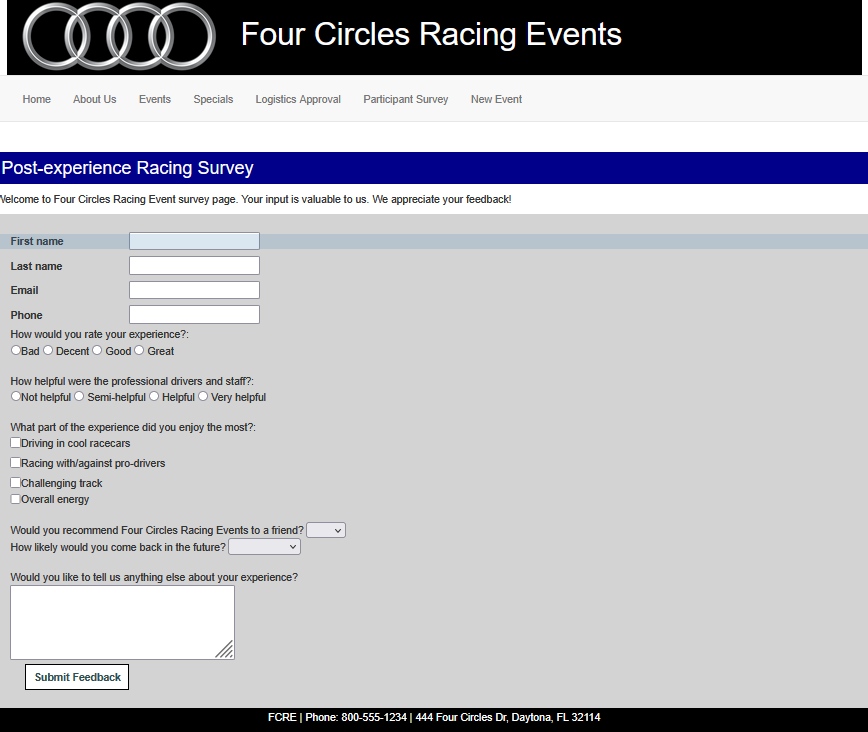 Four Circles Racing Events
Home About Us Events Specials Logistics Approval Participant Survey New Event
Post-experience Racing Survey
Welcome to Four Circles Racing Event survey page. Your input is valuable to us. We appreciate your feedback!
First name
Last name
Email
Phone
How would you rate your experience?:
Bad Decent Good Great
How helpful were the professional drivers and staff?:
Not helpful Semi-helpful Helpful Very helpful
What part of the experience did you enjoy the most?:
Driving in cool racecars
Racing with/against pro-drivers
Challenging track
Overall energy
Would you recommend Four Circles Racing Events to a friend?
How likely would you come back in the future?
Would you like to tell us anything else about your experience?
Submit Feedback
FCRE | Phone: 800-555-1234 | 444 Four Circles Dr, Daytona, FL 32114